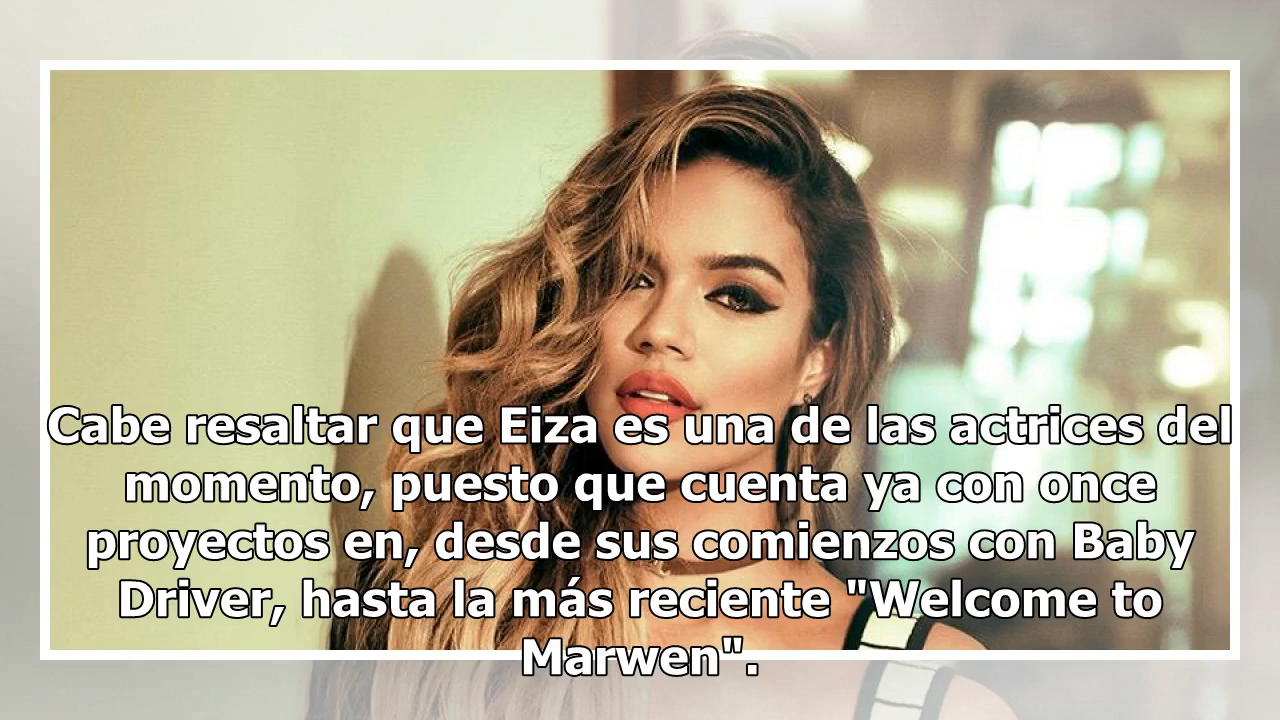 Cabe resaltar que Eiza es una de las actrices del
momento, puesto que cuenta ya con once
proyectos en, desde sus comienzos con Baby
Driver, hasta la más reciente "Welcome to
Marwen".